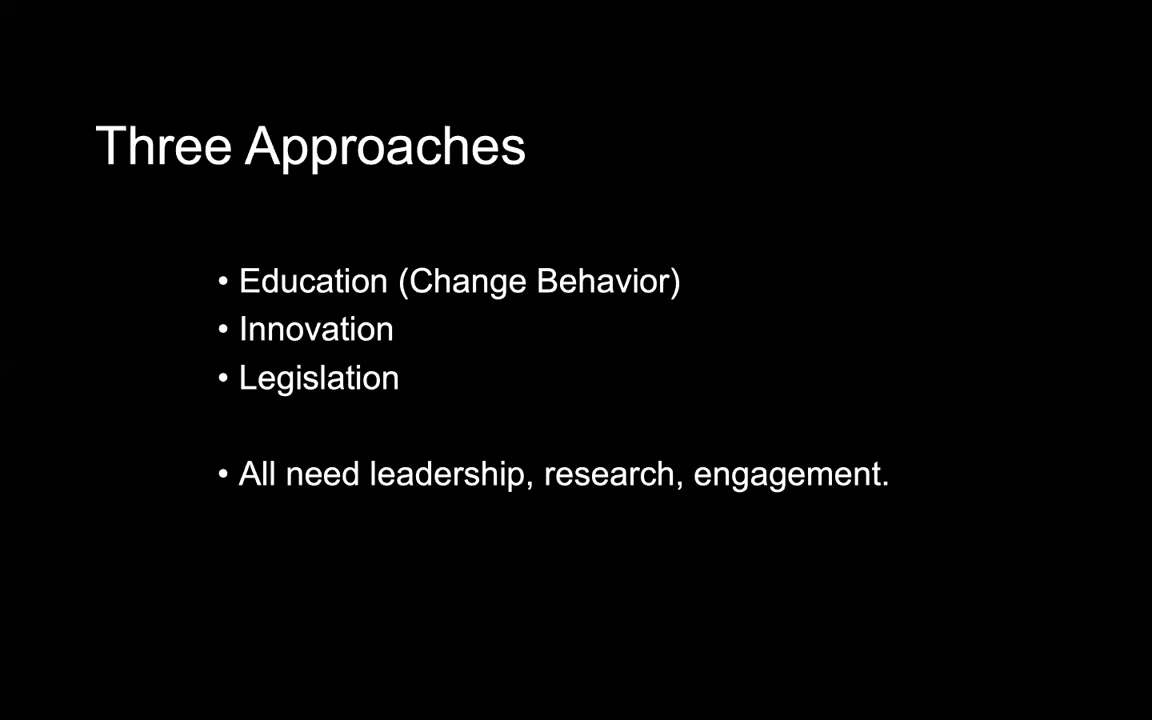 Three Approaches
• Education (Change Behavior)
• Innovation
• Legislation
• All need leadership, research, engagement.